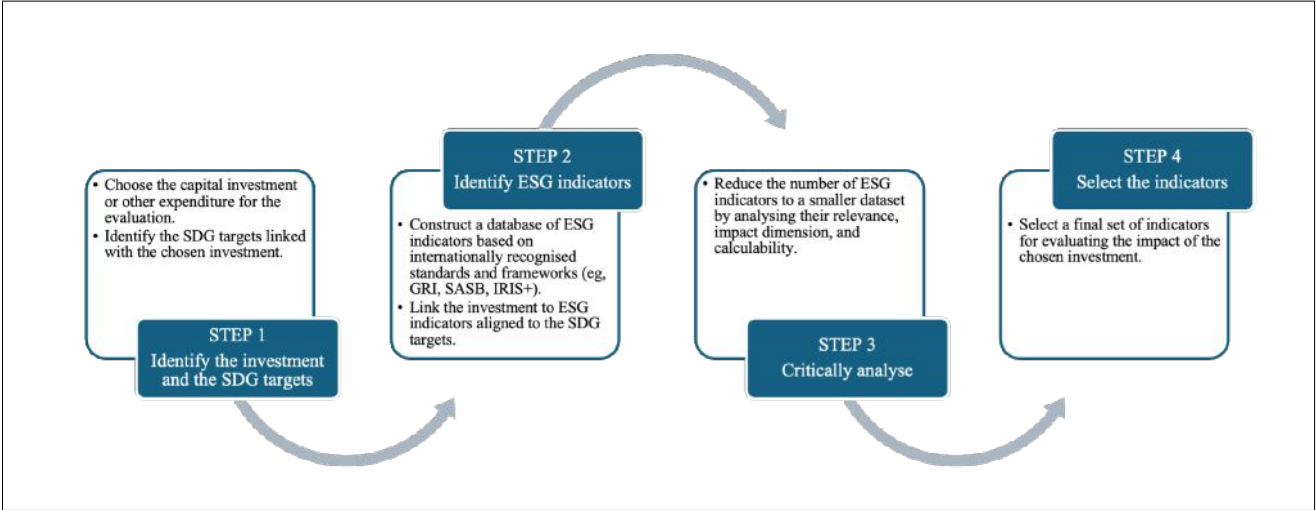 • Choose the capital investment
or other expenditure for the
evaluation.
• Identify the SDG targets linked
with the chosen investment.
STEP 1
Identify the investment
and the SDG targets
STEP 2
Identify ESG indicators
• Construct a database of ESG
indicators based on
internationally recognised
standards and frameworks (eg,
GRI, SASB, IRIS+).
• Link the investment to ESG
indicators aligned to the SDG
targets.
• Reduce the number of ESG
indicators to a smaller dataset
by analysing their relevance,
impact dimension, and
calculability.
STEP 3
Critically analyse
STEP 4
Select the indicators
• Select a final set of indicators
for evaluating the impact of the
chosen investment.